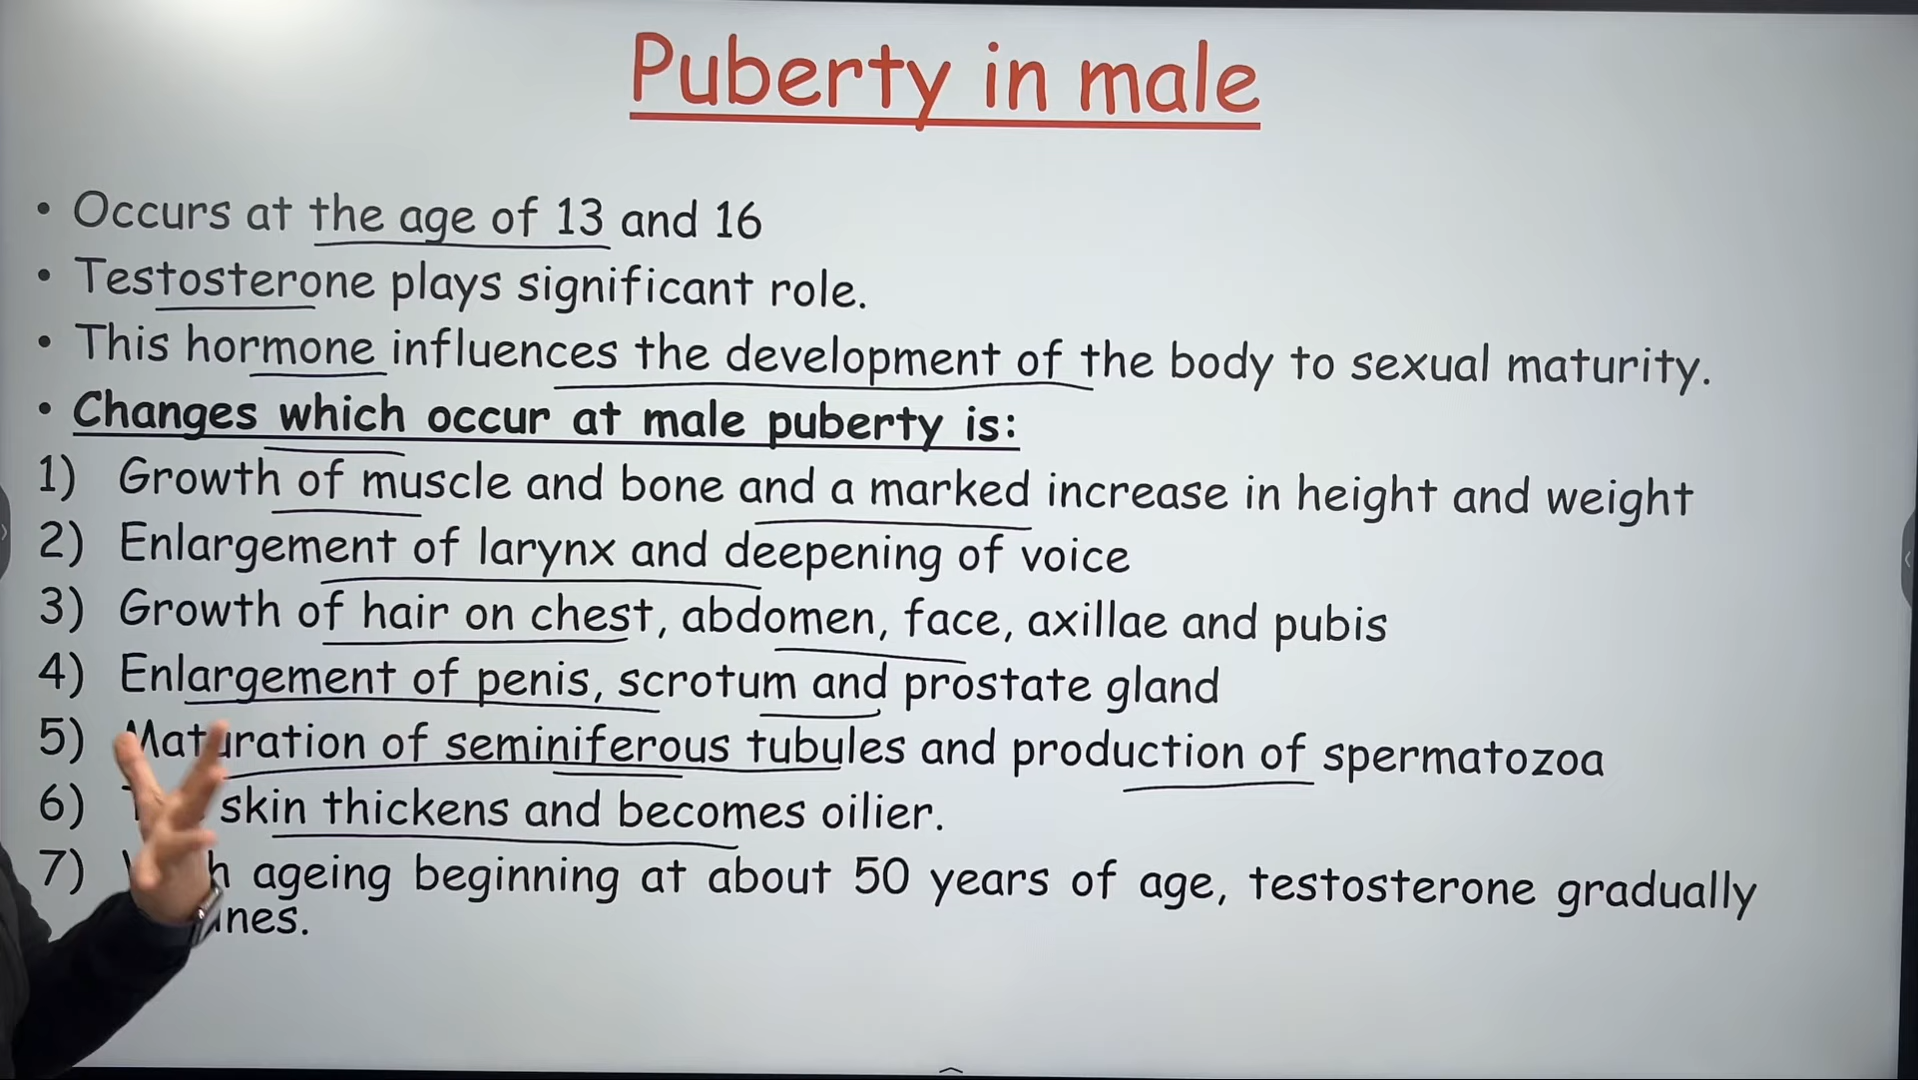 Puberty in male
• Occurs at the age of 13 and 16
• Testosterone plays significant role.
• This hormone influences the development of the body to sexual maturity.
• Changes which occur at male puberty is:
1) Growth of muscle and bone and a marked increase in height and weight
2) Enlargement of larynx and deepening of voice
3) Growth of hair on chest, abdomen, face, axillae and pubis
4) Enlargement of penis, scrotum and prostate gland
5) Maturation of seminiferous tubules and production of spermatozoa
6) skin thickens and becomes oilier.
7) ageing beginning at about 50 years of age, testosterone gradually